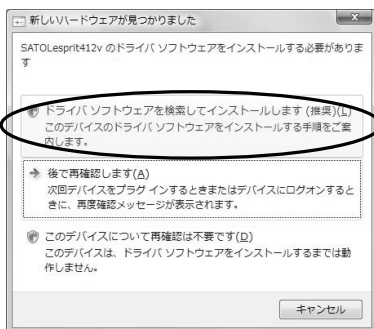 新しいハードウェアが見つかりました
SATOLesprit412v のドライバ ソフトウェアをインストールする必要がありま
す
ドライバ ソフトウェアを検索してインストールします (推奨)(L)
このデバイスのドライバ ソフトウェアをインストールする手順をご案
内します。
後で再確認します(A)
次回デバイスをプラグ インするときまたはデバイスにログオンすると
きに、再度確認メッセージが表示されます。
このデバイスについて再確認は不要です(D)
このデバイスは、ドライバ ソフトウェアをインストールするまでは動
作しません。
キャンセル